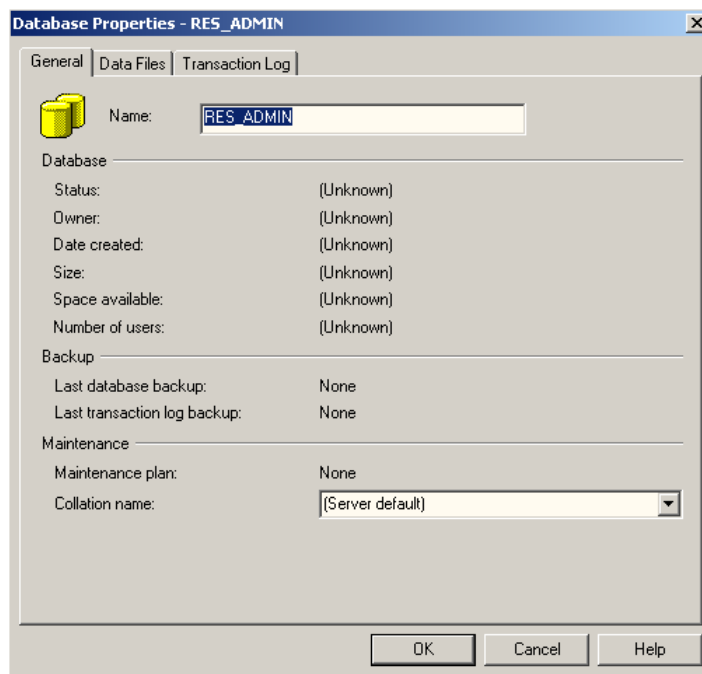 Database Properties - RES_ADMIN
General Data Files Transaction Log
Name: RES_ADMIN
Database
Status: (Unknown)
Owner: (Unknown)
Date created: (Unknown)
Size: (Unknown)
Space available: (Unknown)
Number of users: (Unknown)
Backup
Last database backup: None
Last transaction log backup: None
Maintenance
Maintenance plan: None
Collation name: (Server default)
OK Cancel Help